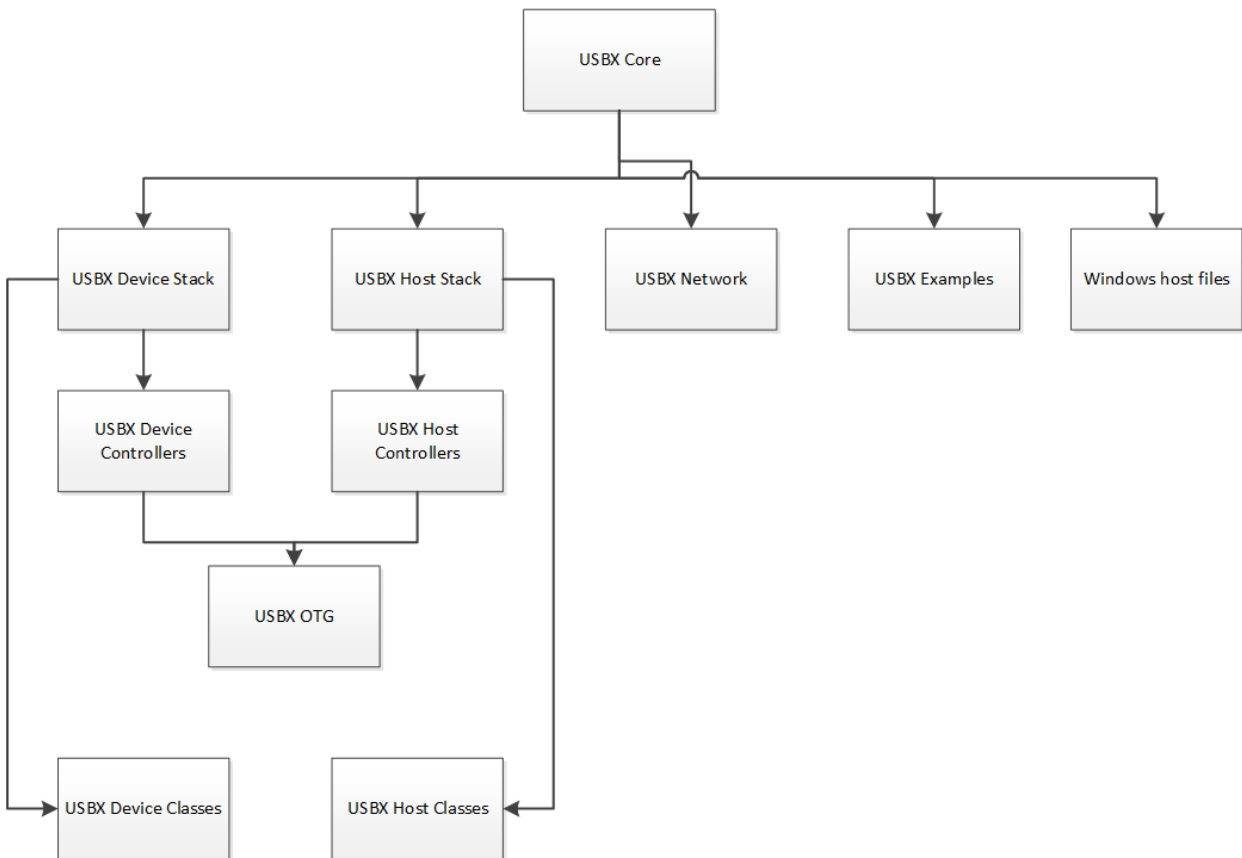 USBX Core
USBX Device Stack
USBX Host Stack
USBX Network
USBX Examples
Windows host files
USBX Device
Controllers
USBX Host
Controllers
USBX OTG
USBX Device Classes
USBX Host Classes